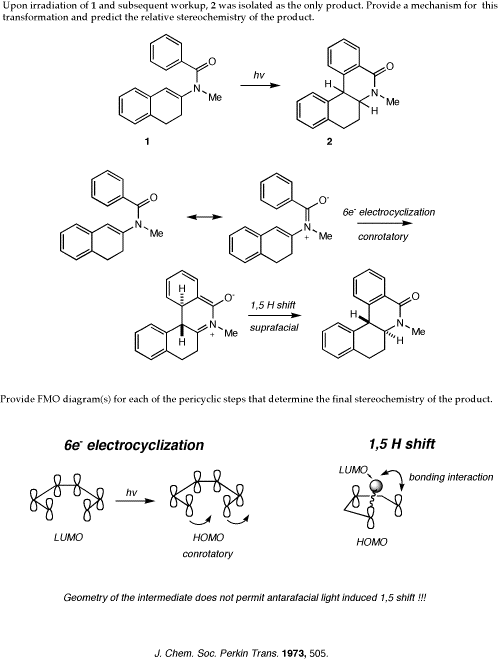 Upon irradiation of 1 and subsequent workup, 2 was isolated as the only product. Provide a mechanism for this
transformation and predict the relative stereochemistry of the product.
O
N
Me
1
hν
H
O
N
Me
H
2
O
N
Me
O-
N
+
Me
6e- electrocyclization
conrotatory
H
O-
N
+
Me
H
1,5 H shift
suprafacial
H
O
N
Me
H
Provide FMO diagram(s) for each of the pericyclic steps that determine the final stereochemistry of the product.
6e- electrocyclization
1,5 H shift
LUMO
bonding interaction
hν
LUMO
HOMO
conrotatory
HOMO
Geometry of the intermediate does not permit antarafacial light induced 1,5 shift !!!
J. Chem. Soc. Perkin Trans. 1973, 505.